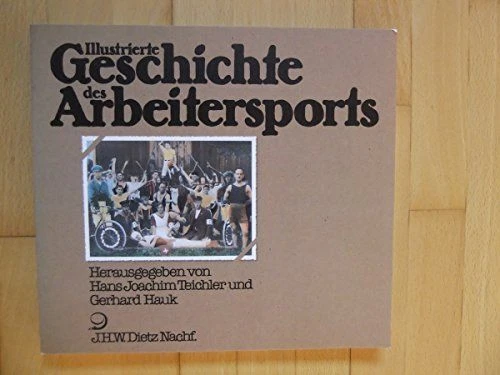 Illustrierte
Geschichte
des
Arbeitersports
Herausgegeben von
Hans Joachim Teichler und
Gerhard Hauk
J.H.W. Dietz Nachf.